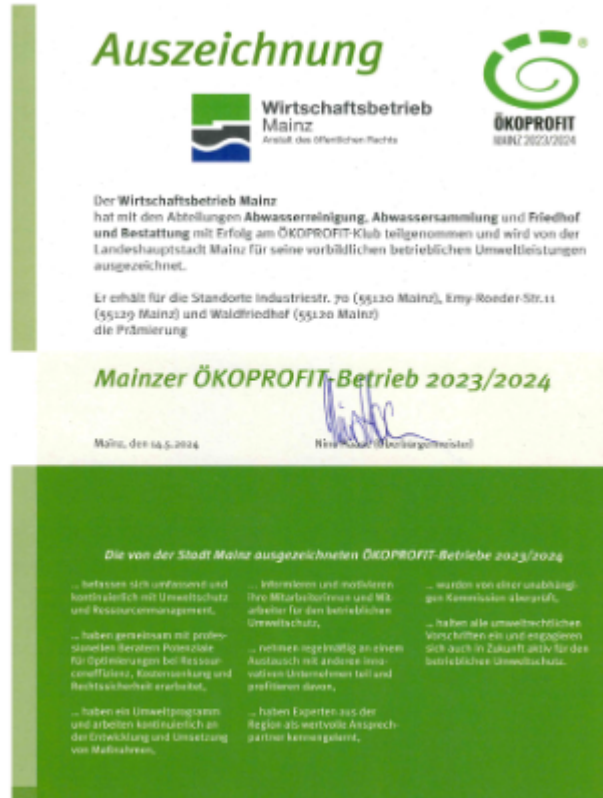 Auszeichnung
Wirtschaftsbetrieb
Mainz
Anstalt des öffentlichen Rechts
®
ÖKOPROFIT
MAINZ 2023/2024
Der Wirtschaftsbetrieb Mainz
hat mit den Abteilungen Abwasserreinigung, Abwassersammlung und Friedhof
und Bestattung mit Erfolg am ÖKOPROFIT-Klub teilgenommen und wird von der
Landeshauptstadt Mainz für seine vorbildlichen betrieblichen Umweltleistungen
ausgezeichnet.
Er erhält für die Standorte Industriestr. 70 (55120 Mainz), Emy-Roeder-Str.11
(55129 Mainz) und Waldfriedhof (55120 Mainz)
die Prämierung
Mainzer ÖKOPROFIT-Betrieb 2023/2024
Mainz, den 14.5.2024
Nino (Oberbürgermeister)
Die von der Stadt Mainz ausgezeichneten ÖKOPROFIT-Betriebe 2023/2024
... befassen sich umfassend und
kontinuierlich mit Umweltschutz
und Ressourcenmanagement,
... haben gemeinsam mit profes-
sionellen Beratern Potenziale
für Optimierungen bei Ressour-
ceneffizienz, Kostensenkung und
Rechtssicherheit erarbeitet,
... haben ein Umweltprogramm
und arbeiten kontinuierlich an
der Entwicklung und Umsetzung
von Maßnahmen,
... informieren und motivieren
ihre Mitarbeiterinnen und Mit-
arbeiter für den betrieblichen
Umweltschutz,
... nehmen regelmäßig an einem
Austausch mit anderen inno-
vativen Unternehmen teil und
profitieren davon,
... haben Experten aus der
Region als wertvolle Ansprech-
partner kennengelernt,
... wurden von einer unabhängi-
gen Kommission überprüft,
... halten alle umweltrechtlichen
Vorschriften ein und engagieren
sich auch in Zukunft aktiv für den
betrieblichen Umweltschutz.